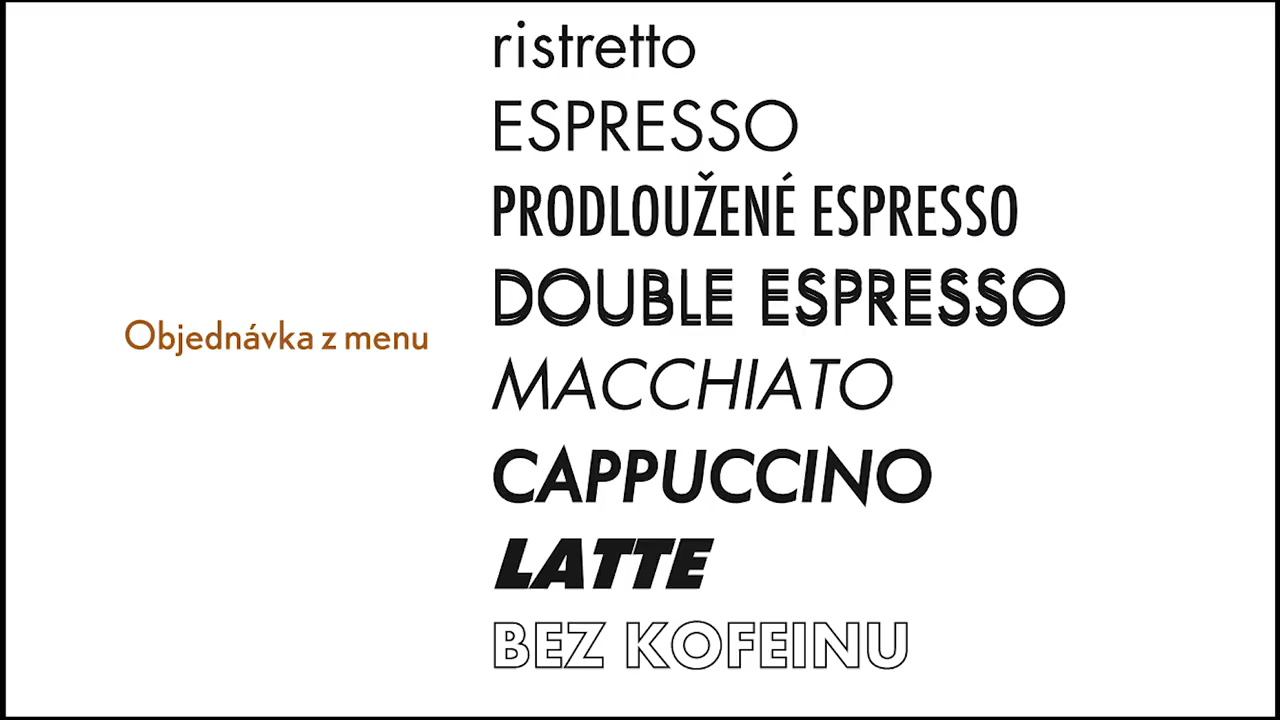 ristretto
ESPRESSO
PRODLOUŽENÉ ESPRESSO
DOUBLE ESPRESSO
Objednávka z menu
MACCHIATO
CAPPUCCINO
LATTE
BEZ KOFEINU